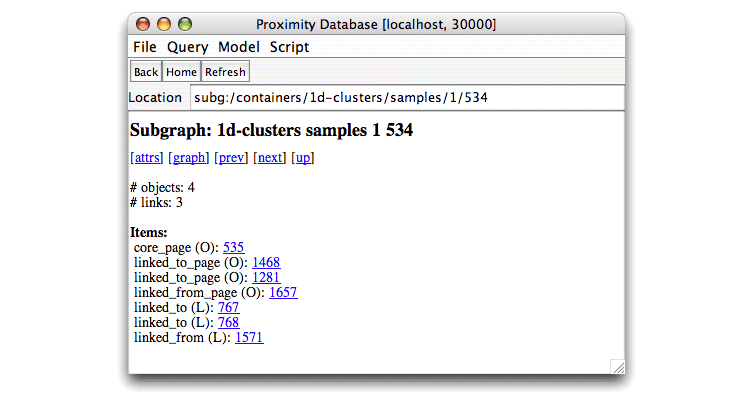 Proximity Database [localhost, 30000]
File Query Model Script
Back Home Refresh
Location subg:/containers/1d-clusters/samples/1/534
Subgraph: 1d-clusters samples 1 534
[attrs] [graph] [prev] [next] [up]
# objects: 4
# links: 3
Items:
core_page (O): 535
linked_to_page (O): 1468
linked_to_page (O): 1281
linked_from_page (O): 1657
linked_to (L): 767
linked_to (L): 768
linked_from (L): 1571